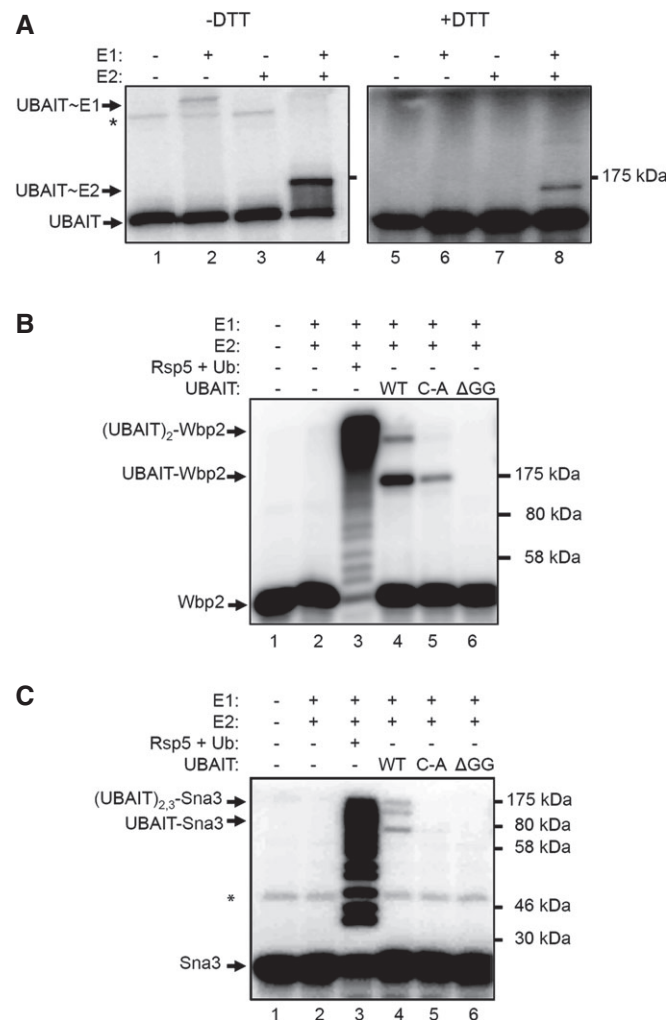 A
-DTT +DTT
E1: - + - + - + - +
E2: - - + + - - + +
UBAIT~E1
*
UBAIT~E2
175 kDa
UBAIT
1 2 3 4 5 6 7 8
B
E1: - + + + + +
E2: - + + + + +
Rsp5 + Ub: - - + - - -
UBAIT: - - - WT C-A ΔGG
(UBAIT)2-Wbp2
UBAIT-Wbp2
175 kDa
80 kDa
58 kDa
Wbp2
1 2 3 4 5 6
C
E1: - + + + + +
E2: - + + + + +
Rsp5 + Ub: - - + - - -
UBAIT: - - - WT C-A ΔGG
(UBAIT)2,3-Sna3
175 kDa
UBAIT-Sna3
80 kDa
58 kDa
*
46 kDa
30 kDa
Sna3
1 2 3 4 5 6